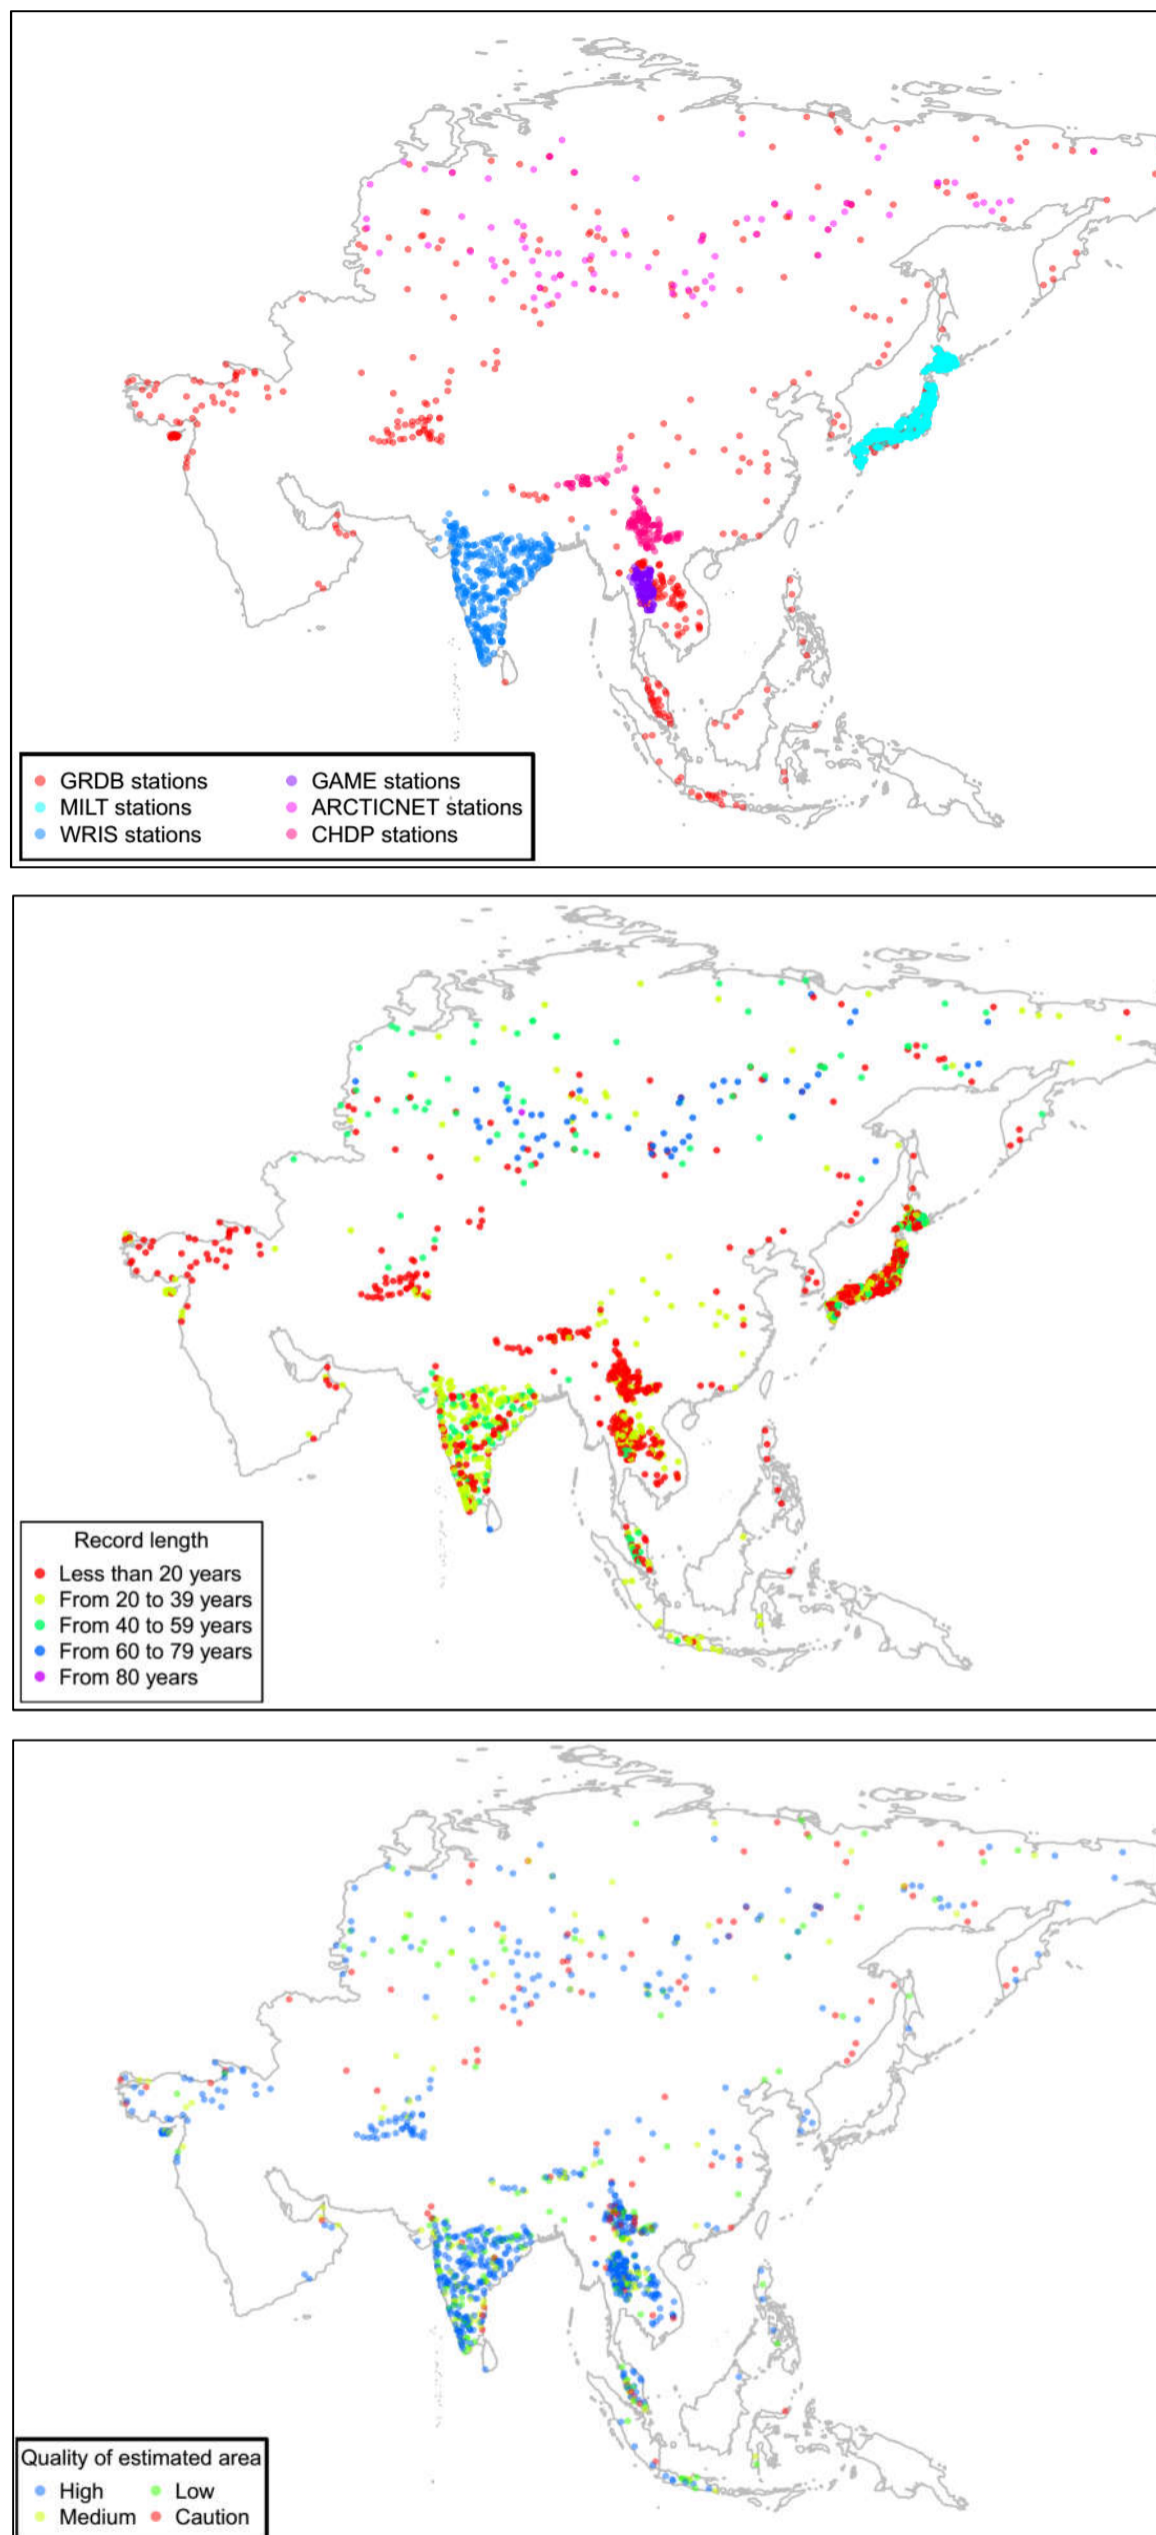 GRDB stations
GAME stations
MILT stations
ARCTICNET stations
WRIS stations
CHDP stations
Record length
Less than 20 years
From 20 to 39 years
From 40 to 59 years
From 60 to 79 years
From 80 years
Quality of estimated area
High
Low
Medium
Caution